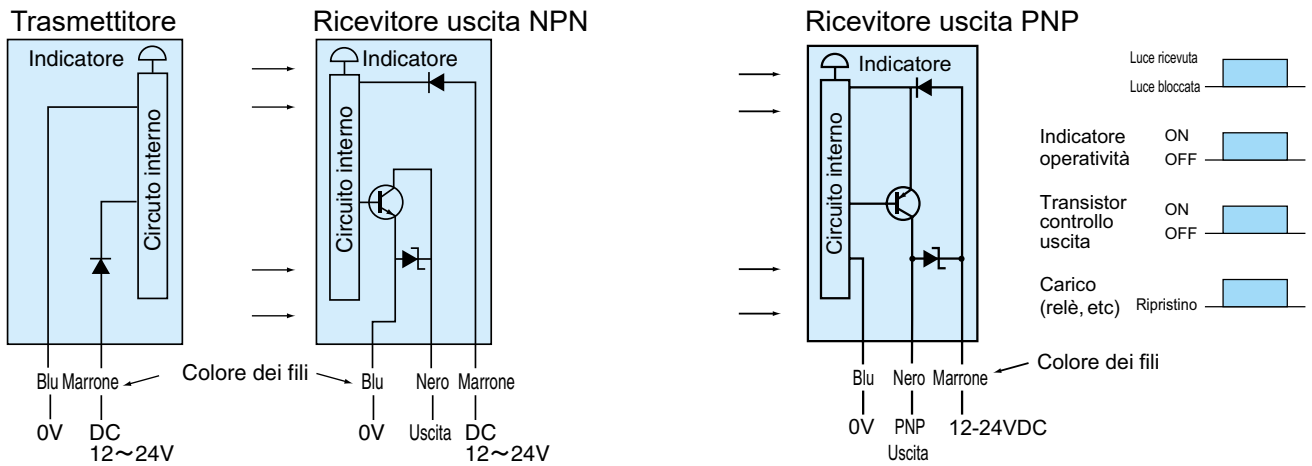 Trasmettitore
Indicatore
Circuito interno
Blu Marrone
0V DC
12~24V
Colore dei fili
Ricevitore uscita NPN
Indicatore
Circuito interno
Blu Nero Marrone
0V Uscita DC
12~24V
Ricevitore uscita PNP
Indicatore
Circuito interno
Blu Nero Marrone
Colore dei fili
0V PNP 12-24VDC
Uscita
Luce ricevuta
Luce bloccata
Indicatore ON
operatività OFF
Transistor ON
controllo
uscita OFF
Carico
(relè, etc) Ripristino